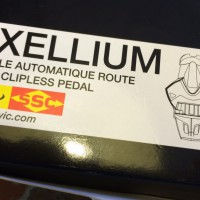 XELLIUM
LE AUTOMATIQUE ROUTE
CLIPLESS PEDAL
SSC
vic.com